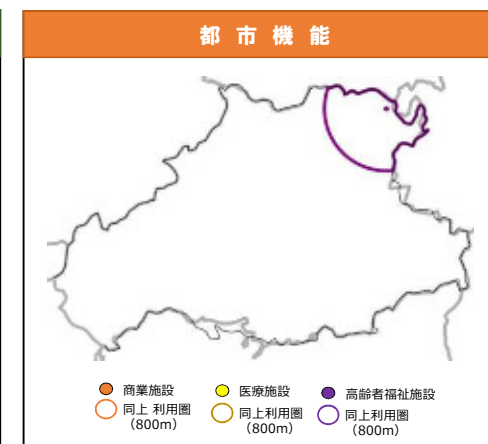 都市機能
商業施設 医療施設 高齢者福祉施設
同上 利用圏 同上利用圏 同上利用圏
（800m） （800m） （800m）